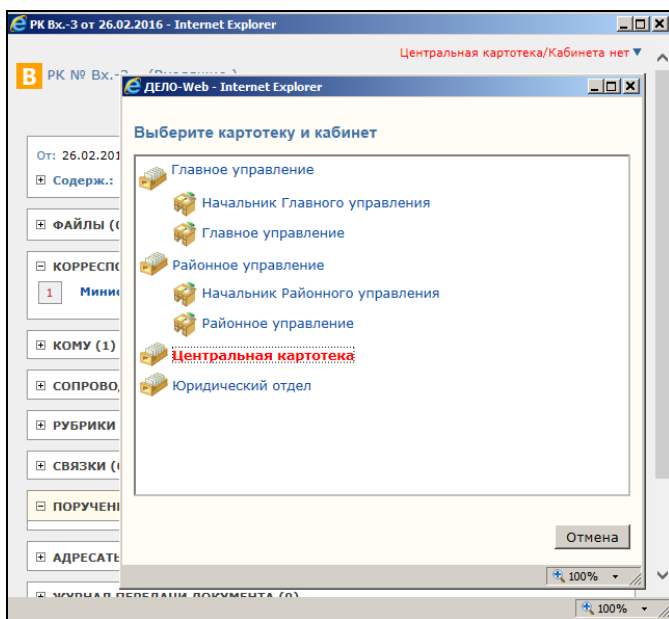 РК Вх.-3 от 26.02.2016 - Internet Explorer
Центральная картотека/Кабинета нет
В РК № Вх.-
ДЕЛО-Web - Internet Explorer
Выберите картотеку и кабинет
От: 26.02.201
Содерж.:
ФАЙЛЫ (
КОРРЕСПО
1 Минис
КОМУ (1)
СОПРОВО
РУБРИКИ
СВЯЗКИ (
ПОРУЧЕН
АДРЕСАТЬ
ЖУРНАЛ ПЕРЕДАЧИ ДОКУМЕНТА (0)
Главное управление
Начальник Главного управления
Главное управление
Районное управление
Начальник Районного управления
Районное управление
Центральная картотека
Юридический отдел
Отмена
100%
100%